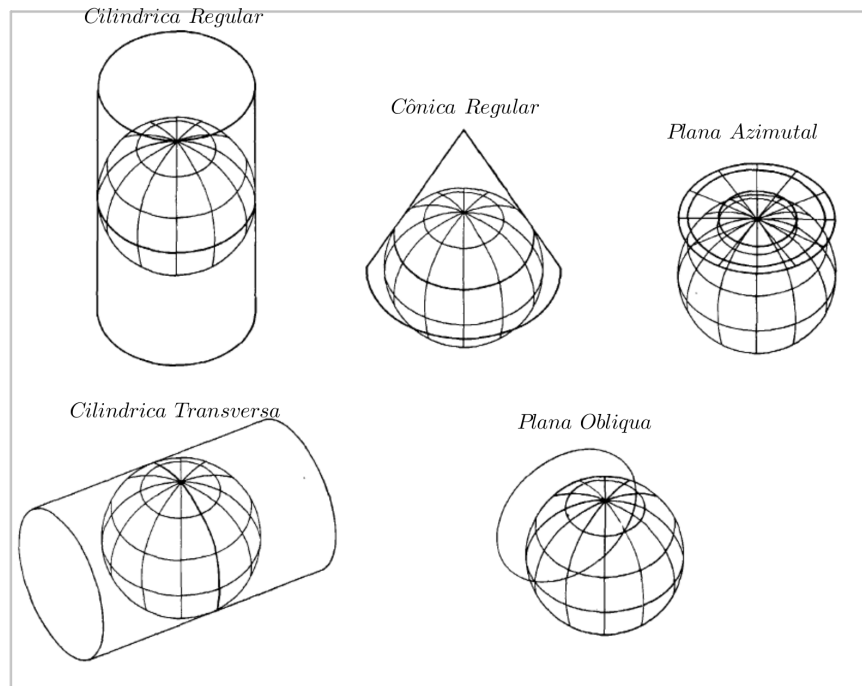 Cilindrica Regular
Cônica Regular
Plana Azimutal
Cilindrica Transversa
Plana Obliqua